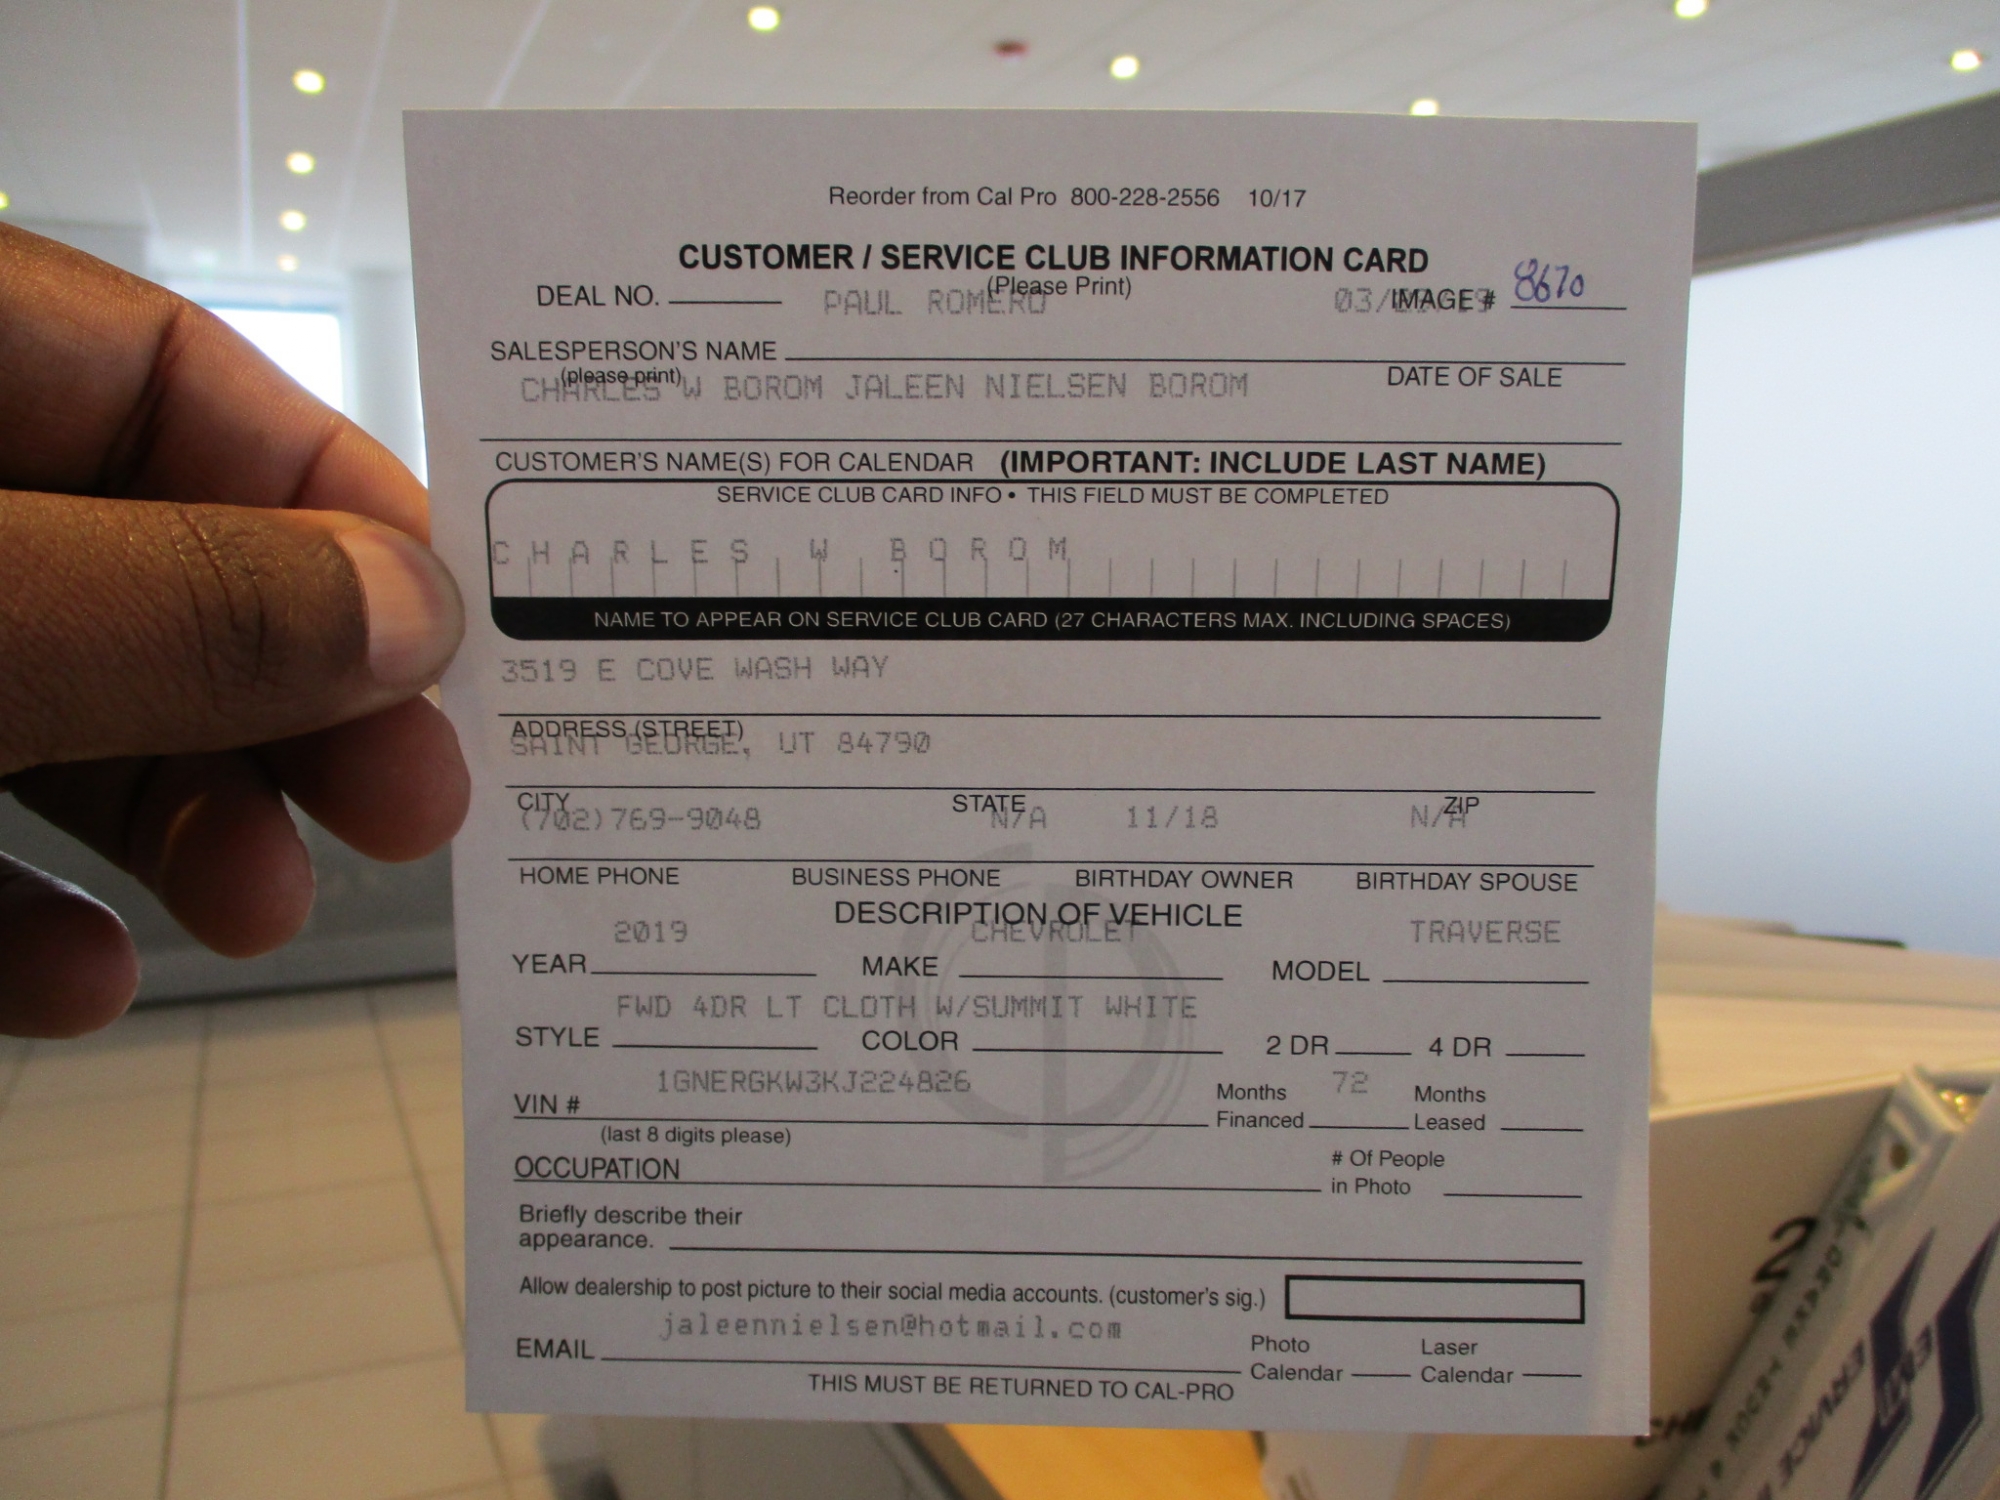 Reorder from Cal Pro 800-228-2556 10/17
CUSTOMER / SERVICE CLUB INFORMATION CARD
(Please Print)
DEAL NO. PAUL ROMERO IMAGE # 8670
SALESPERSON'S NAME
(please print) DATE OF SALE
CHARLES W BOROM JALEEN NIELSEN BOROM
CUSTOMER'S NAME(S) FOR CALENDAR (IMPORTANT: INCLUDE LAST NAME)
SERVICE CLUB CARD INFO • THIS FIELD MUST BE COMPLETED
CHARLES W BOROM
NAME TO APPEAR ON SERVICE CLUB CARD (27 CHARACTERS MAX. INCLUDING SPACES)
3519 E COVE WASH WAY
ADDRESS (STREET)
SAINT GEORGE, UT 84790
CITY STATE ZIP
(702)769-9048 N/A 11/18 N/A
HOME PHONE BUSINESS PHONE BIRTHDAY OWNER BIRTHDAY SPOUSE
DESCRIPTION OF VEHICLE
2019 CHEVROLET TRAVERSE
YEAR MAKE MODEL
FWD 4DR LT CLOTH W/SUMMIT WHITE
STYLE COLOR 2 DR 4 DR
1GNERGKW3KJ224826 72
VIN # Months Financed Months Leased
(last 8 digits please)
OCCUPATION # Of People in Photo
Briefly describe their
appearance.
Allow dealership to post picture to their social media accounts. (customer's sig.)
jaleennielsen@hotmail.com
EMAIL Photo Calendar Laser Calendar
THIS MUST BE RETURNED TO CAL-PRO